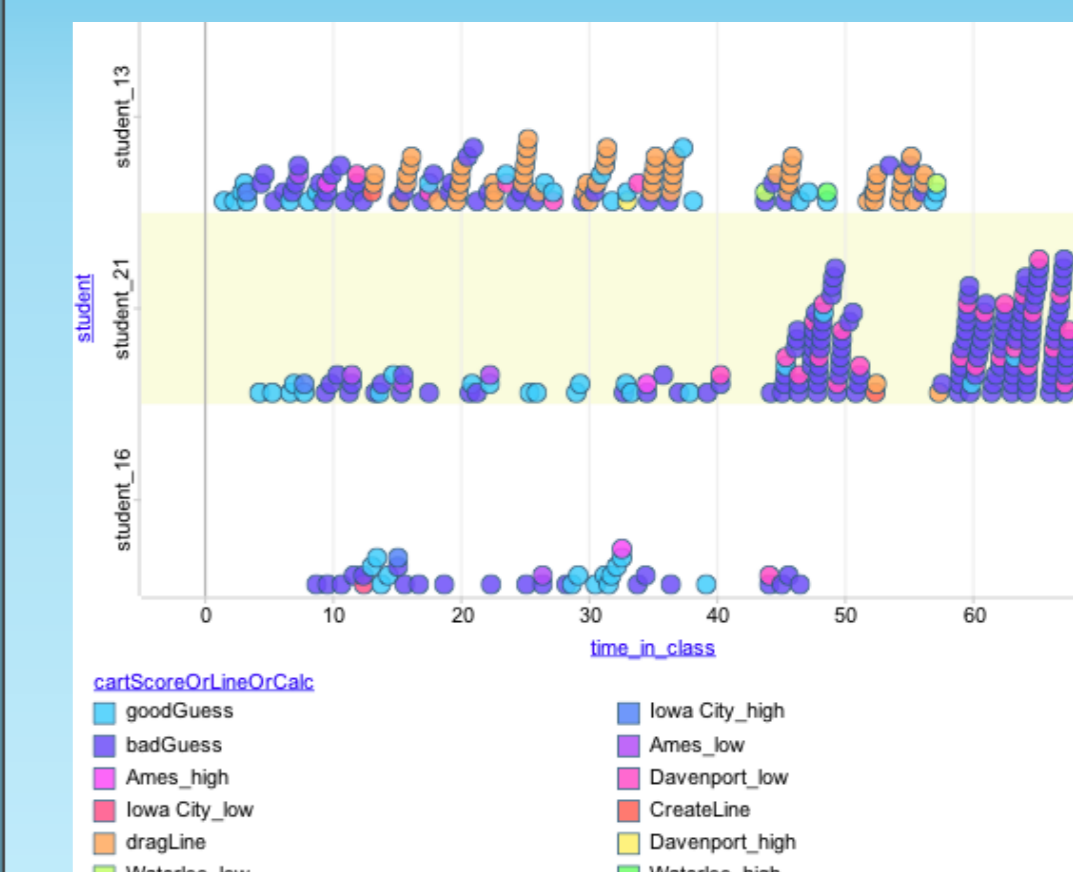 student_13
student_21
student_16
student
0 10 20 30 40 50 60
time_in_class
cartScoreOrLineOrCalc
goodGuess
Iowa City_high
badGuess
Ames_low
Ames_high
Davenport_low
Iowa City_low
CreateLine
dragLine
Davenport_high